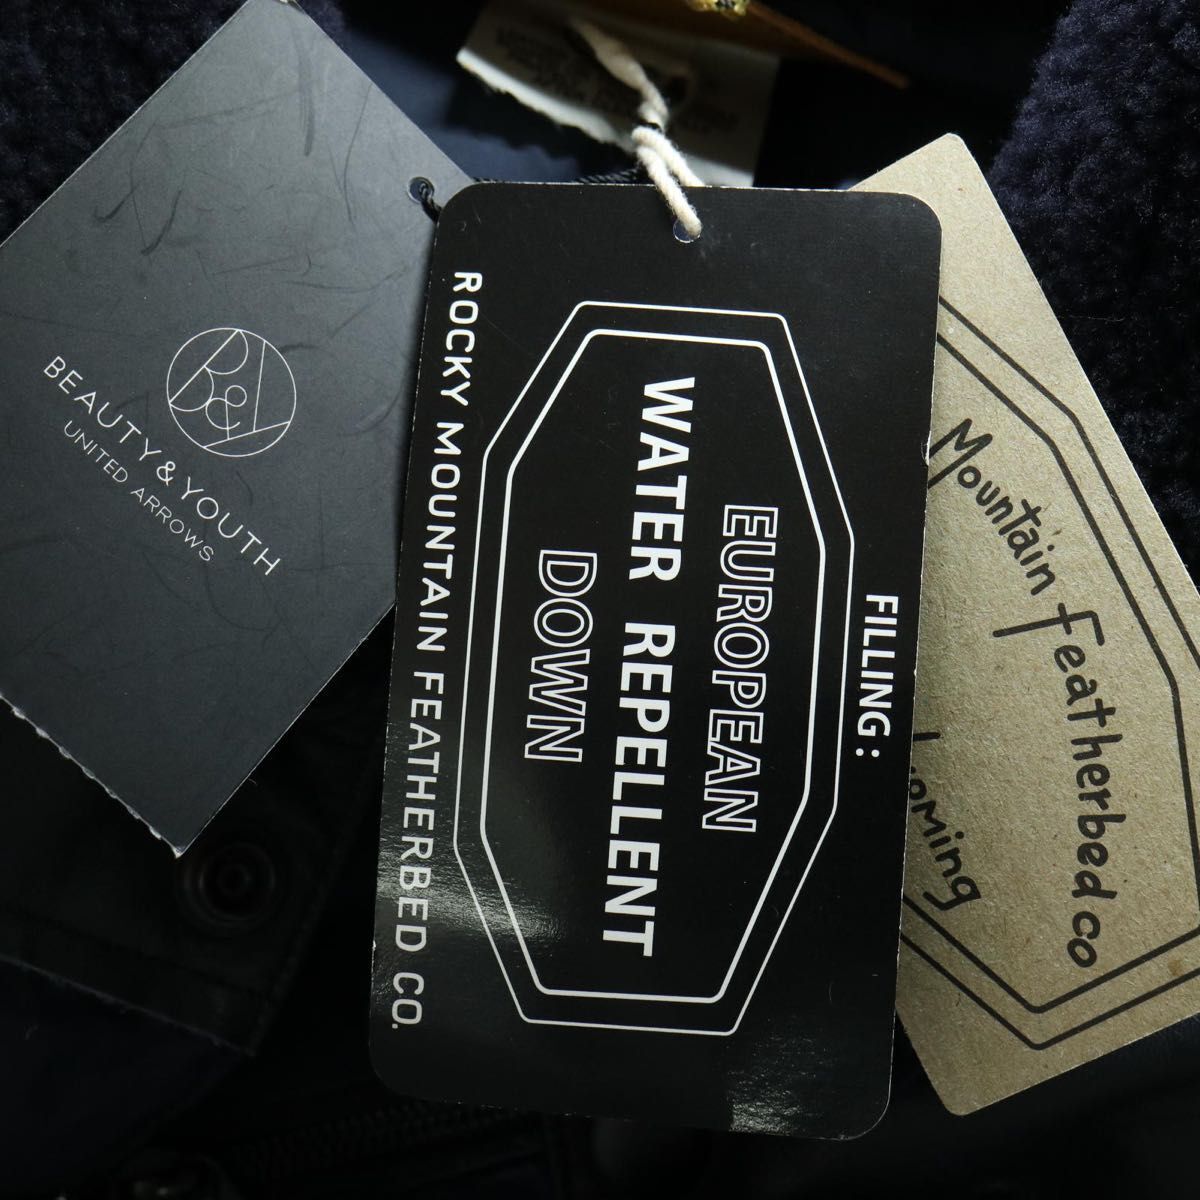 B&Y
BEAUTY & YOUTH
UNITED ARROWS
FILLING:
EUROPEAN
WATER REPELLENT
DOWN
ROCKY MOUNTAIN FEATHERBED CO.
Mountain
Featherbed co